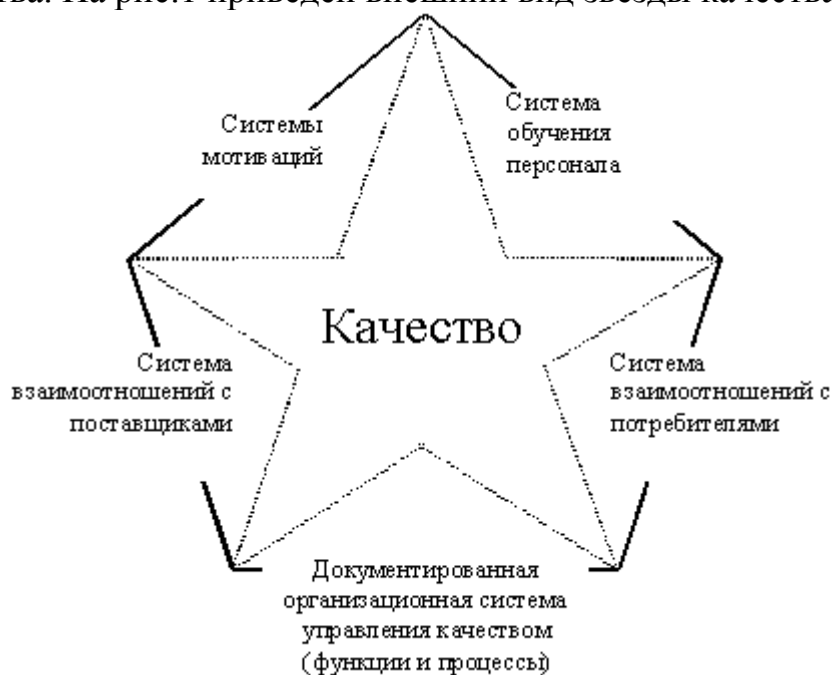 тва. На рис.1 приведен внешний вид звезды качества
Системы
мотиваций
Система
обучения
персонала
Качество
Система
взаимоотношений с
поставщиками
Система
взаимоотношений с
потребителями
Документированная
организационная система
управления качеством
(функции и процессы)